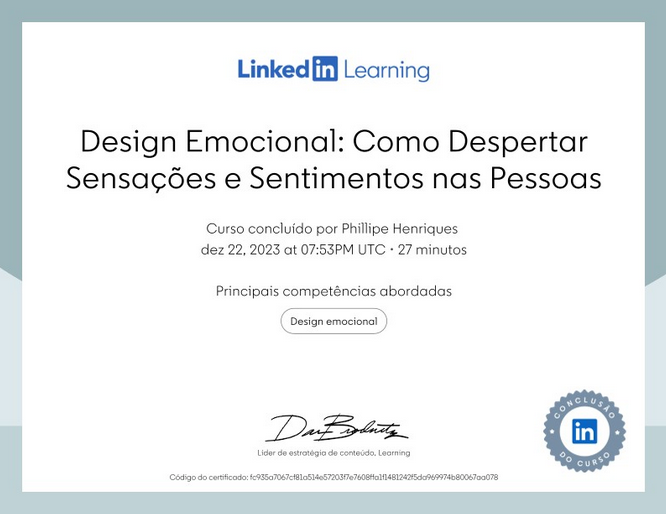 Linked in Learning
Design Emocional: Como Despertar
Sensações e Sentimentos nas Pessoas
Curso concluído por Phillipe Henriques
dez 22, 2023 at 07:53PM UTC • 27 minutos
Principais competências abordadas
Design emocional
Líder de estratégia de conteúdo, Learning
CONCLUSÃO
in
DO CURSO
Código do certificado: